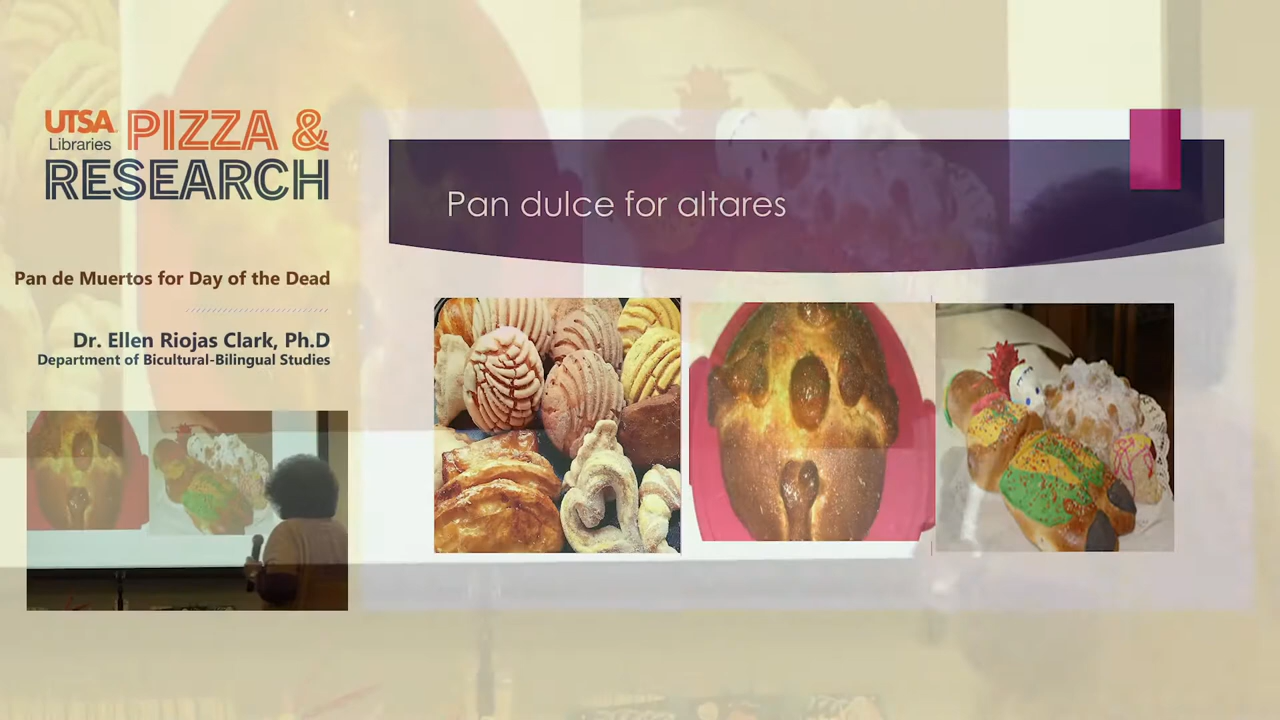 UTSA PIZZA &
Libraries
RESEARCH
Pan de Muertos for Day of the Dead
Dr. Ellen Riojas Clark, Ph.D
Department of Bicultural-Bilingual Studies
Pan dulce for altares